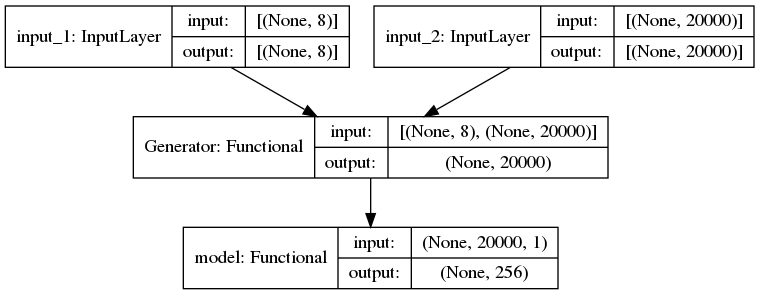 input_1: InputLayer
input: [(None, 8)]
output: [(None, 8)]
input_2: InputLayer
input: [(None, 20000)]
output: [(None, 20000)]
Generator: Functional
input: [(None, 8), (None, 20000)]
output: (None, 20000)
model: Functional
input: (None, 20000, 1)
output: (None, 256)